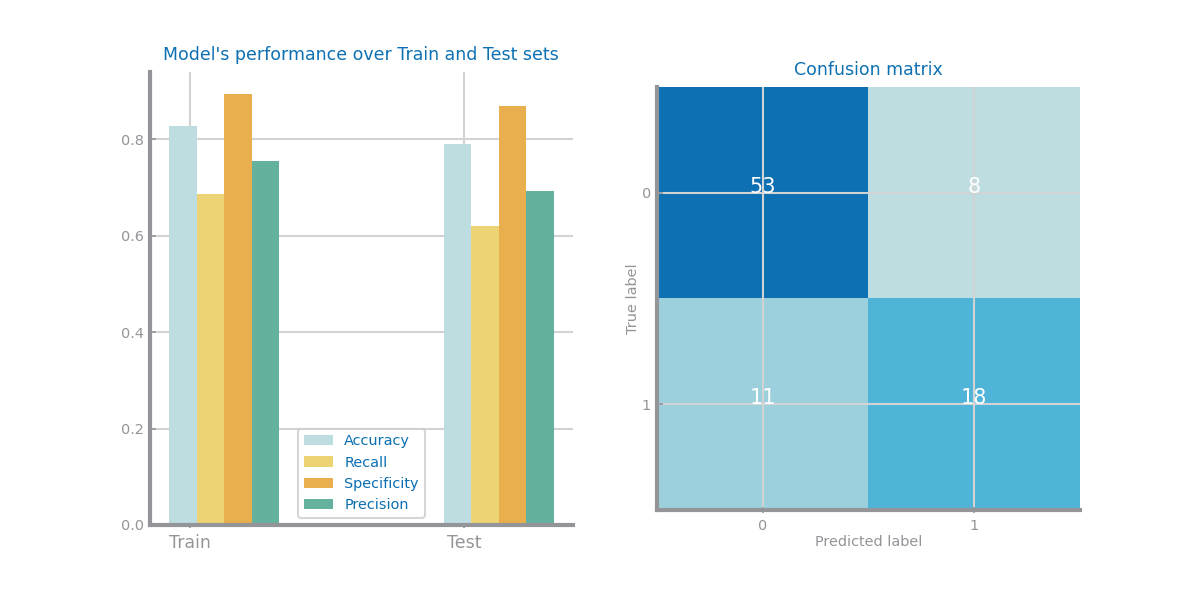 Model's performance over Train and Test sets
0.8
0.6
0.4
0.2
0.0
Accuracy
Recall
Specificity
Precision
Train
Test
Confusion matrix
True label
0
1
53
8
11
18
0
1
Predicted label